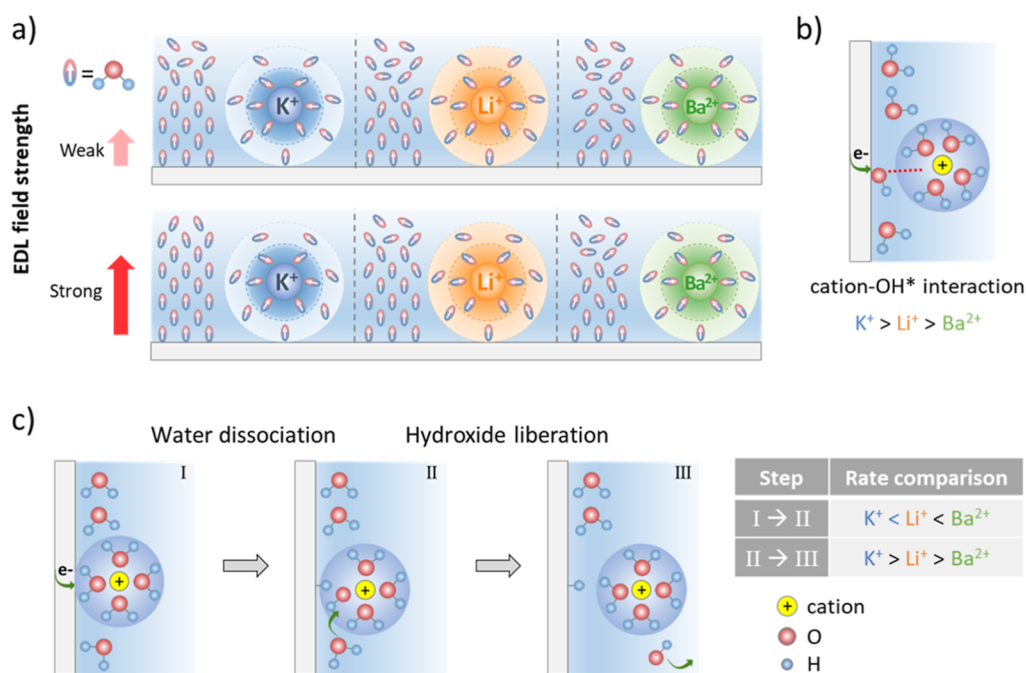 a)
=
EDL field strength
Weak
K⁺
Li⁺
Ba²⁺
Strong
K⁺
Li⁺
Ba²⁺
b)
e-
+
cation-OH* interaction
K⁺ > Li⁺ > Ba²⁺
c)
Water dissociation
Hydroxide liberation
I
e-
+
II
+
III
+
Step
Rate comparison
I → II
K⁺ < Li⁺ < Ba²⁺
II → III
K⁺ > Li⁺ > Ba²⁺
+ cation
O
H